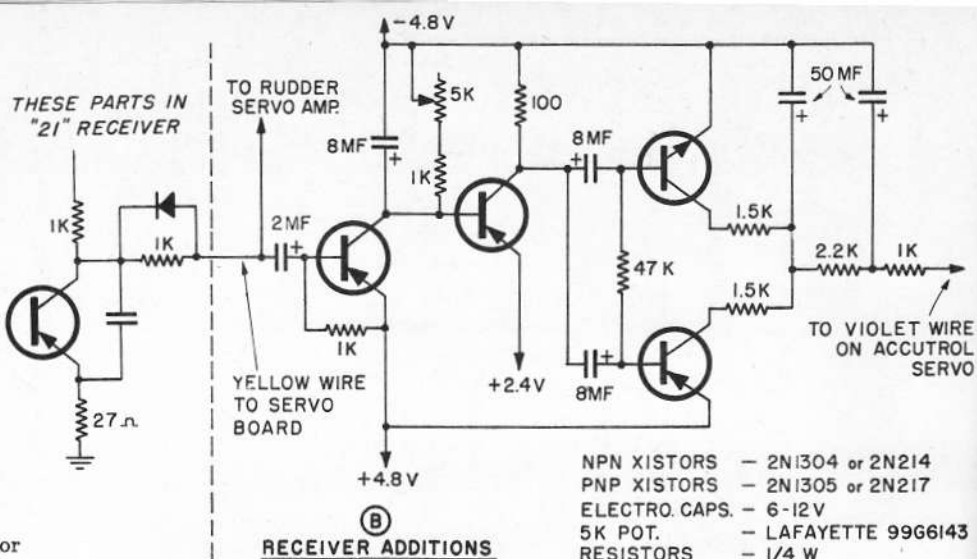 -4.8V
THESE PARTS IN
"21" RECEIVER
TO RUDDER
SERVO AMP.
5K
100
50 MF
+
8MF
+
8MF
+
1K
1K
1K
2MF
+
1.5K
2.2K
1K
47 K
1.5K
1K
8MF
+
TO VIOLET WIRE
ON ACCUTROL
SERVO
YELLOW WIRE
TO SERVO
BOARD
+2.4V
27 Ω
+4.8V
B
RECEIVER ADDITIONS
NPN XISTORS – 2N1304 or 2N214
PNP XISTORS – 2N1305 or 2N217
ELECTRO. CAPS. – 6-12V
5K POT. – LAFAYETTE 99G6143
RESISTORS – 1/4 W
or